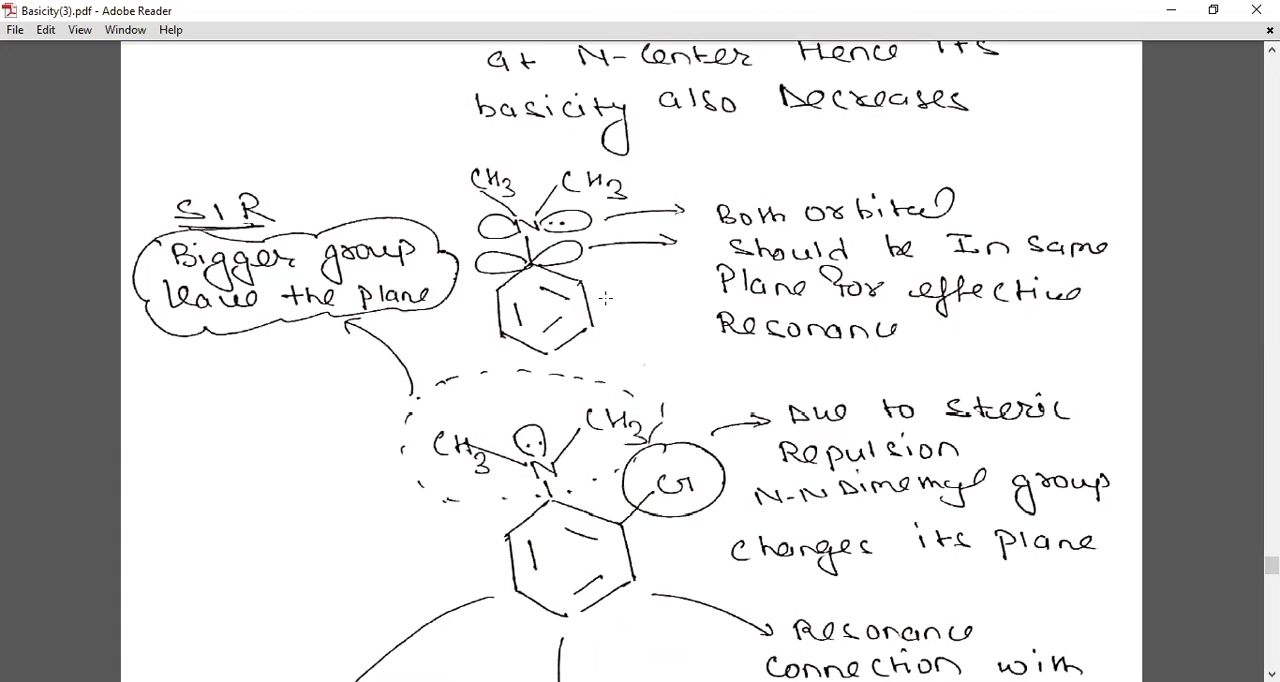 Basicity(3).pdf - Adobe Reader
File Edit View Window Help
at N-Center Hence its
basicity also Decreases
CH3 CH3
N
SIR
Bigger group
leave the plane
Both orbital
should be In same
Plane for effective
Resonance
CH3 CH3
N
Cl
Due to steric
Repulsion
N-N Dimethyl group
changes its plane
Resonance
connection with